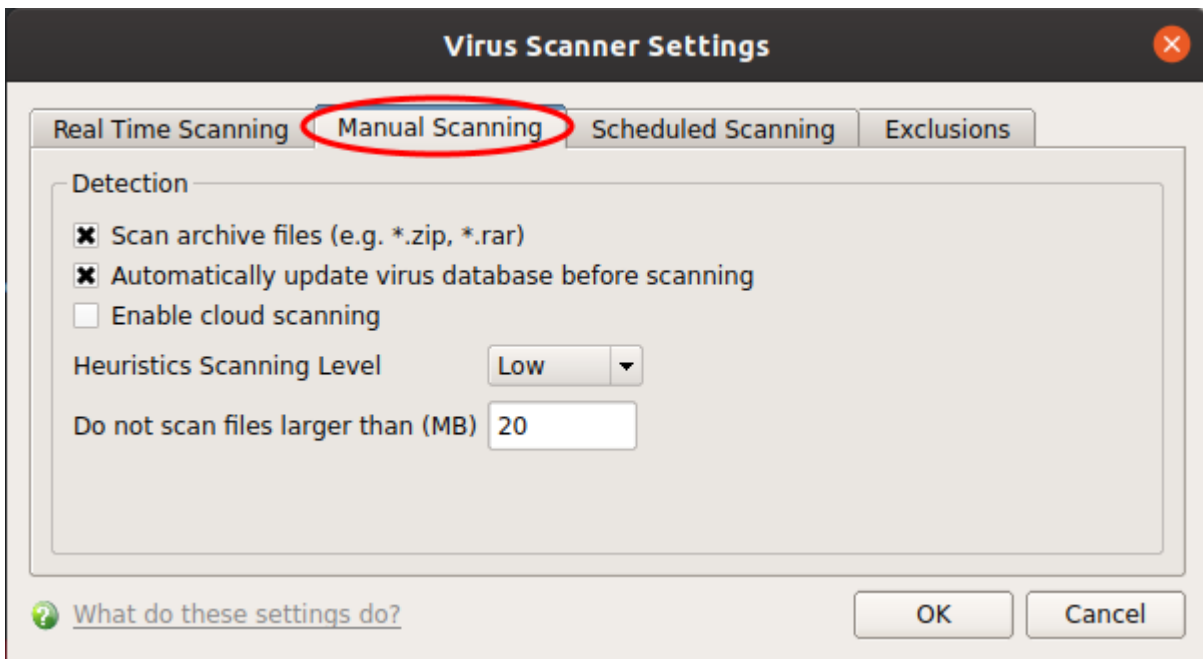 Virus Scanner Settings
Real Time Scanning Manual Scanning Scheduled Scanning Exclusions
Detection
Scan archive files (e.g. *.zip, *.rar)
Automatically update virus database before scanning
Enable cloud scanning
Heuristics Scanning Level Low
Do not scan files larger than (MB) 20
What do these settings do? OK Cancel